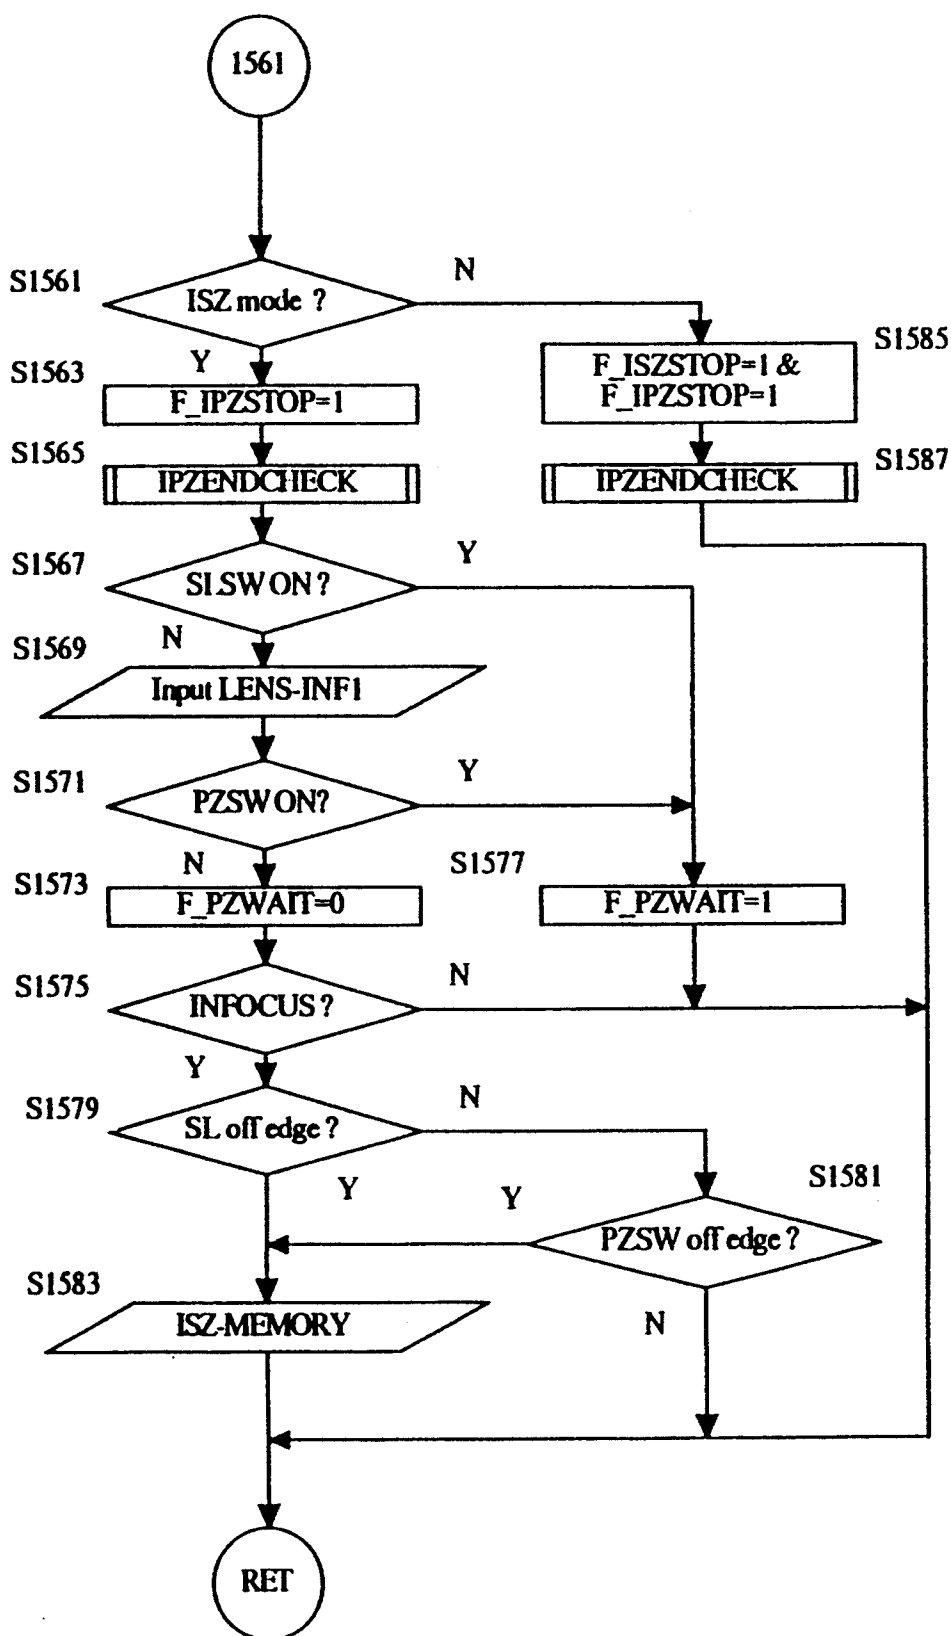 1561
S1561
ISZ mode ?
N
Y
S1563
F_IPZSTOP=1
S1585
F_ISZSTOP=1 &
F_IPZSTOP=1
S1565
IPZENDCHECK
S1587
IPZENDCHECK
S1567
SLSW ON ?
Y
N
S1569
Input LENS-INF1
S1571
PZSW ON?
Y
N
S1573
F_PZWAIT=0
S1577
F_PZWAIT=1
S1575
INFOCUS ?
N
Y
S1579
SL off edge ?
N
Y
S1581
PZSW off edge ?
Y
N
S1583
ISZ-MEMORY
RET